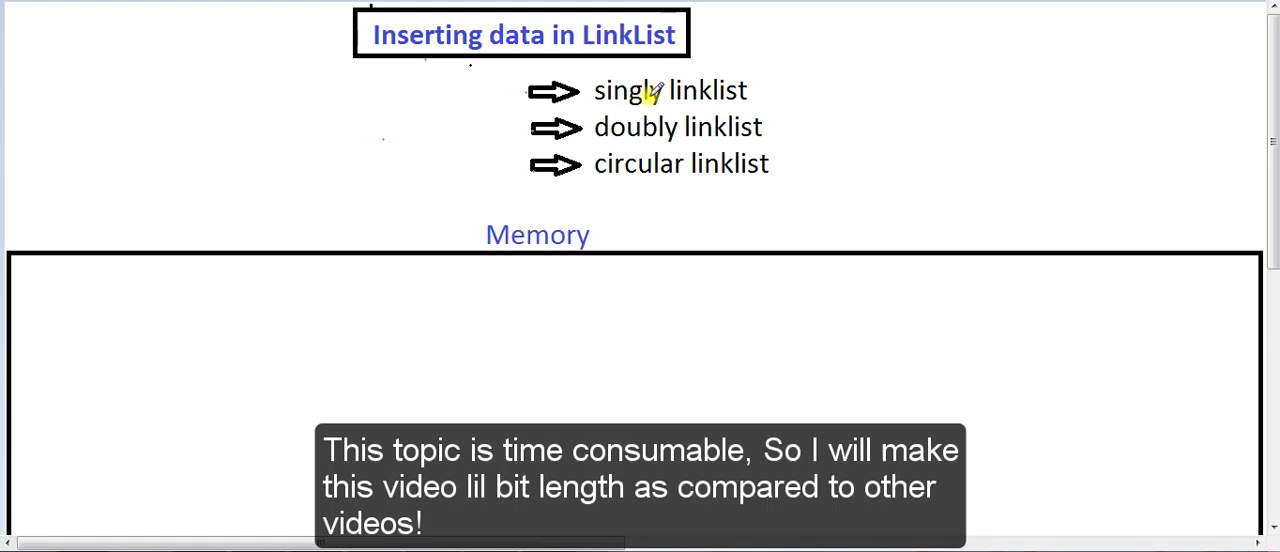 Inserting data in LinkList
singly linklist
doubly linklist
circular linklist
Memory
This topic is time consumable, So I will make
this video lil bit length as compared to other
videos!